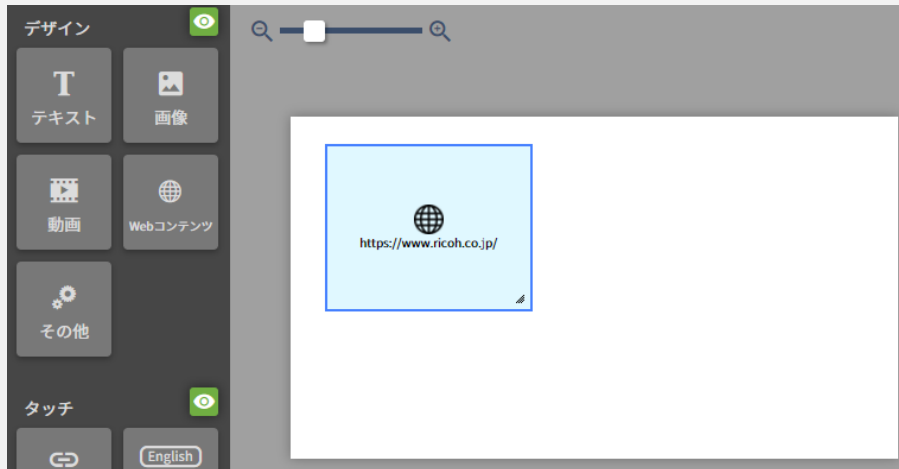 デザイン
T
テキスト
画像
動画
Webコンテンツ
その他
タッチ
English
https://www.ricoh.co.jp/